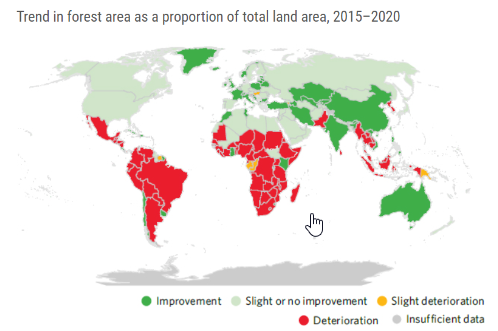 Trend in forest area as a proportion of total land area, 2015–2020
Improvement Slight or no improvement Slight deterioration
Deterioration Insufficient data